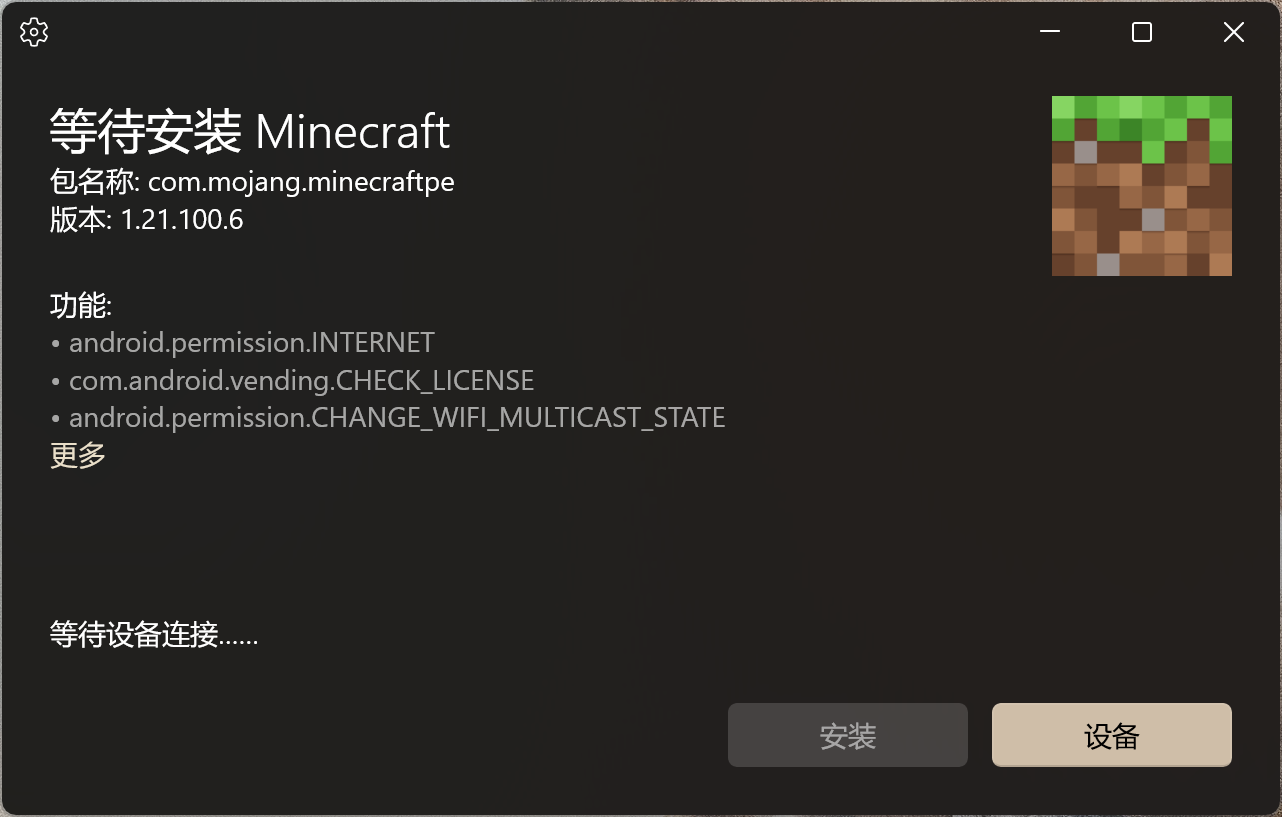 等待安装 Minecraft
包名称: com.mojang.minecraftpe
版本: 1.21.100.6
功能:
• android.permission.INTERNET
• com.android.vending.CHECK_LICENSE
• android.permission.CHANGE_WIFI_MULTICAST_STATE
更多
等待设备连接......
安装
设备